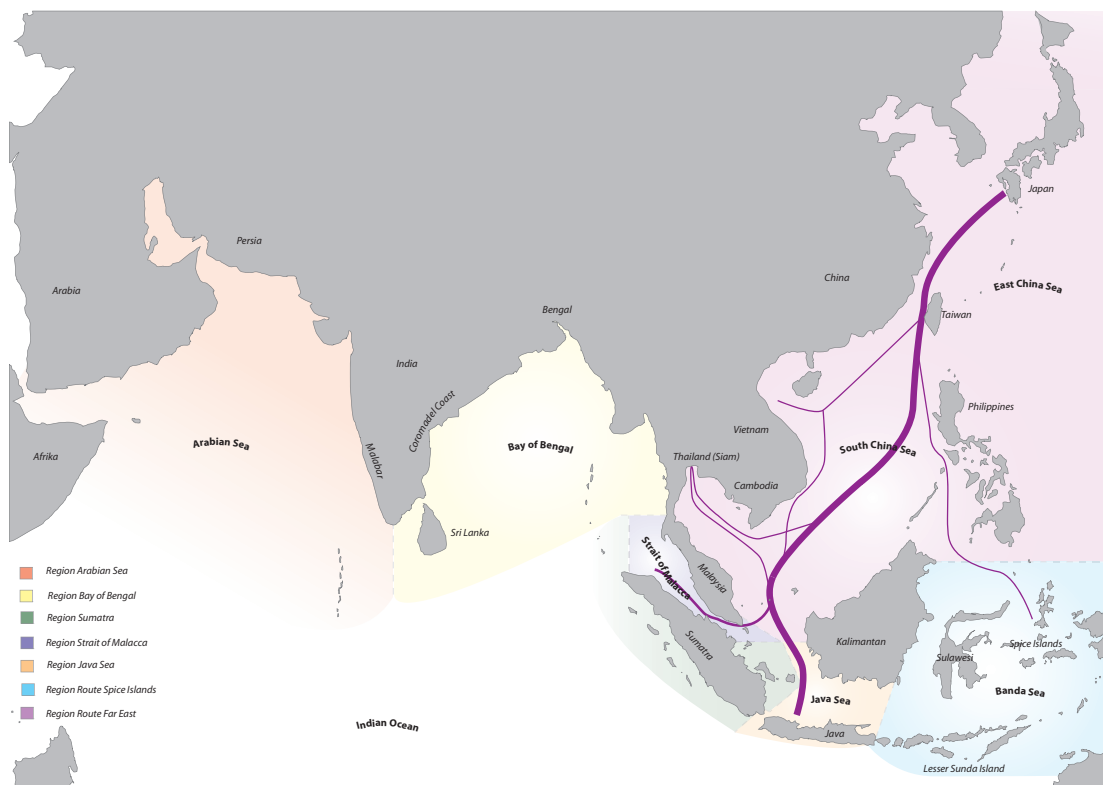 Japan
Persia
East China Sea
China
Arabia
Bengal
Taiwan
India
Philippines
Coromadel Coast
Vietnam
Arabian Sea
Bay of Bengal
South China Sea
Afrika
Malabar
Thailand (Siam)
Cambodia
Sri Lanka
Strait of Malacca
Malaysia
Region Arabian Sea
Region Bay of Bengal
Region Sumatra
Region Strait of Malacca
Region Java Sea
Region Route Spice Islands
Region Route Far East
Sumatra
Kalimantan
Spice Islands
Sulawesi
Banda Sea
Java Sea
Indian Ocean
Java
Lesser Sunda Island